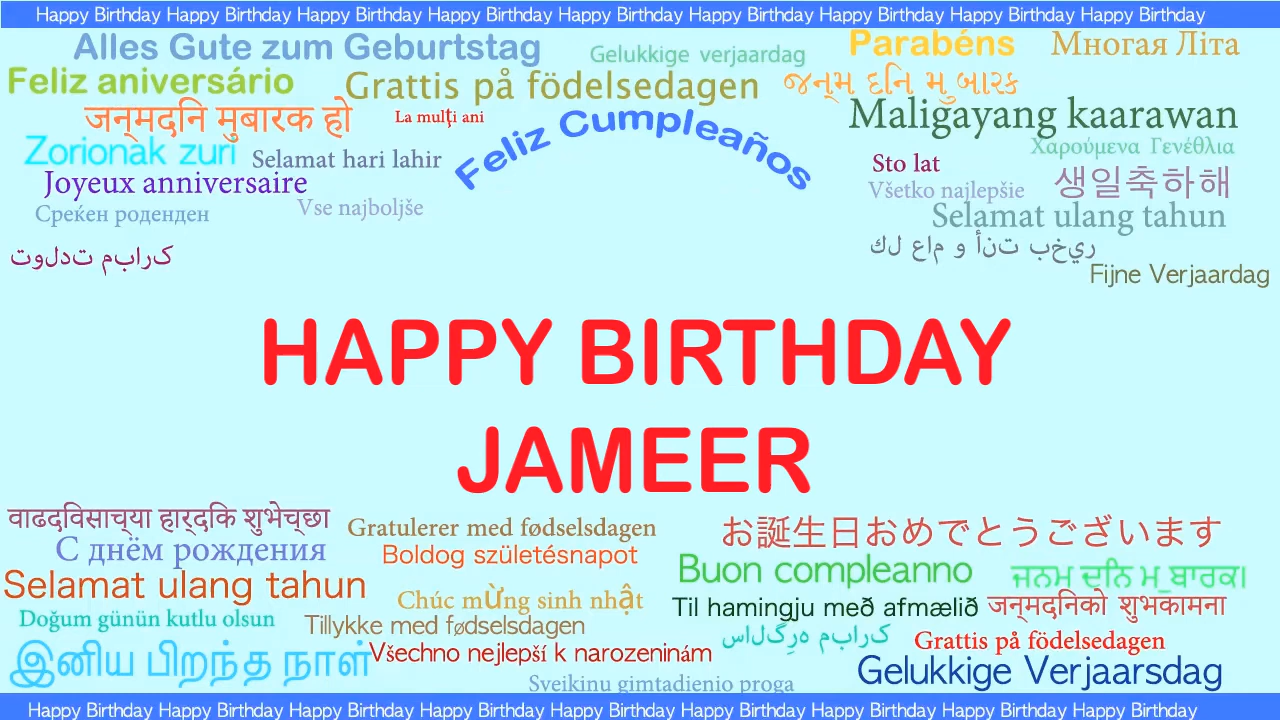 Happy Birthday Happy Birthday Happy Birthday Happy Birthday Happy Birthday Happy Birthday Happy Birthday Happy Birthday Happy Birthday
Alles Gute zum Geburtstag
Gelukkige verjaardag
Parabéns
Многая Літа
Feliz aniversário
Grattis på födelsedagen
જન્મ દનિ મુ બારક
जन्मदनि मुबारक हो
La mulţi ani
Feliz Cumpleaños
Maligayang kaarawan
Zorionak zuri
Selamat hari lahir
Χαρούμενα Γενέθλια
Sto lat
Joyeux anniversaire
Všetko najlepšie
생일축하해
Среќен роденден
Vse najboljše
Selamat ulang tahun
تولدت مبارک
كل عام و أنت بخير
Fijne Verjaardag
HAPPY BIRTHDAY
JAMEER
वाढदविसाच्या हार्दकि शुभेच्छा
Gratulerer med fødselsdagen
お誕生日おめでとうございます
С днём рождения
Boldog születésnapot
Buon compleanno
ਜਨਮ ਦਨਿ ਮੁਬਾਰਕ।
Selamat ulang tahun
Chúc mừng sinh nhật
Til hamingju með afmælið
जन्मदनिको शुभकामना
Doğum günün kutlu olsun
Tillykke med fødselsdagen
سالگرہ مبارک
Grattis på födelsedagen
இனிய பிறந்த நாள்
Všechno nejlepší k narozeninám
Gelukkige Verjaarsdag
Sveikinu gimtadienio proga
Happy Birthday Happy Birthday Happy Birthday Happy Birthday Happy Birthday Happy Birthday Happy Birthday Happy Birthday Happy Birthday